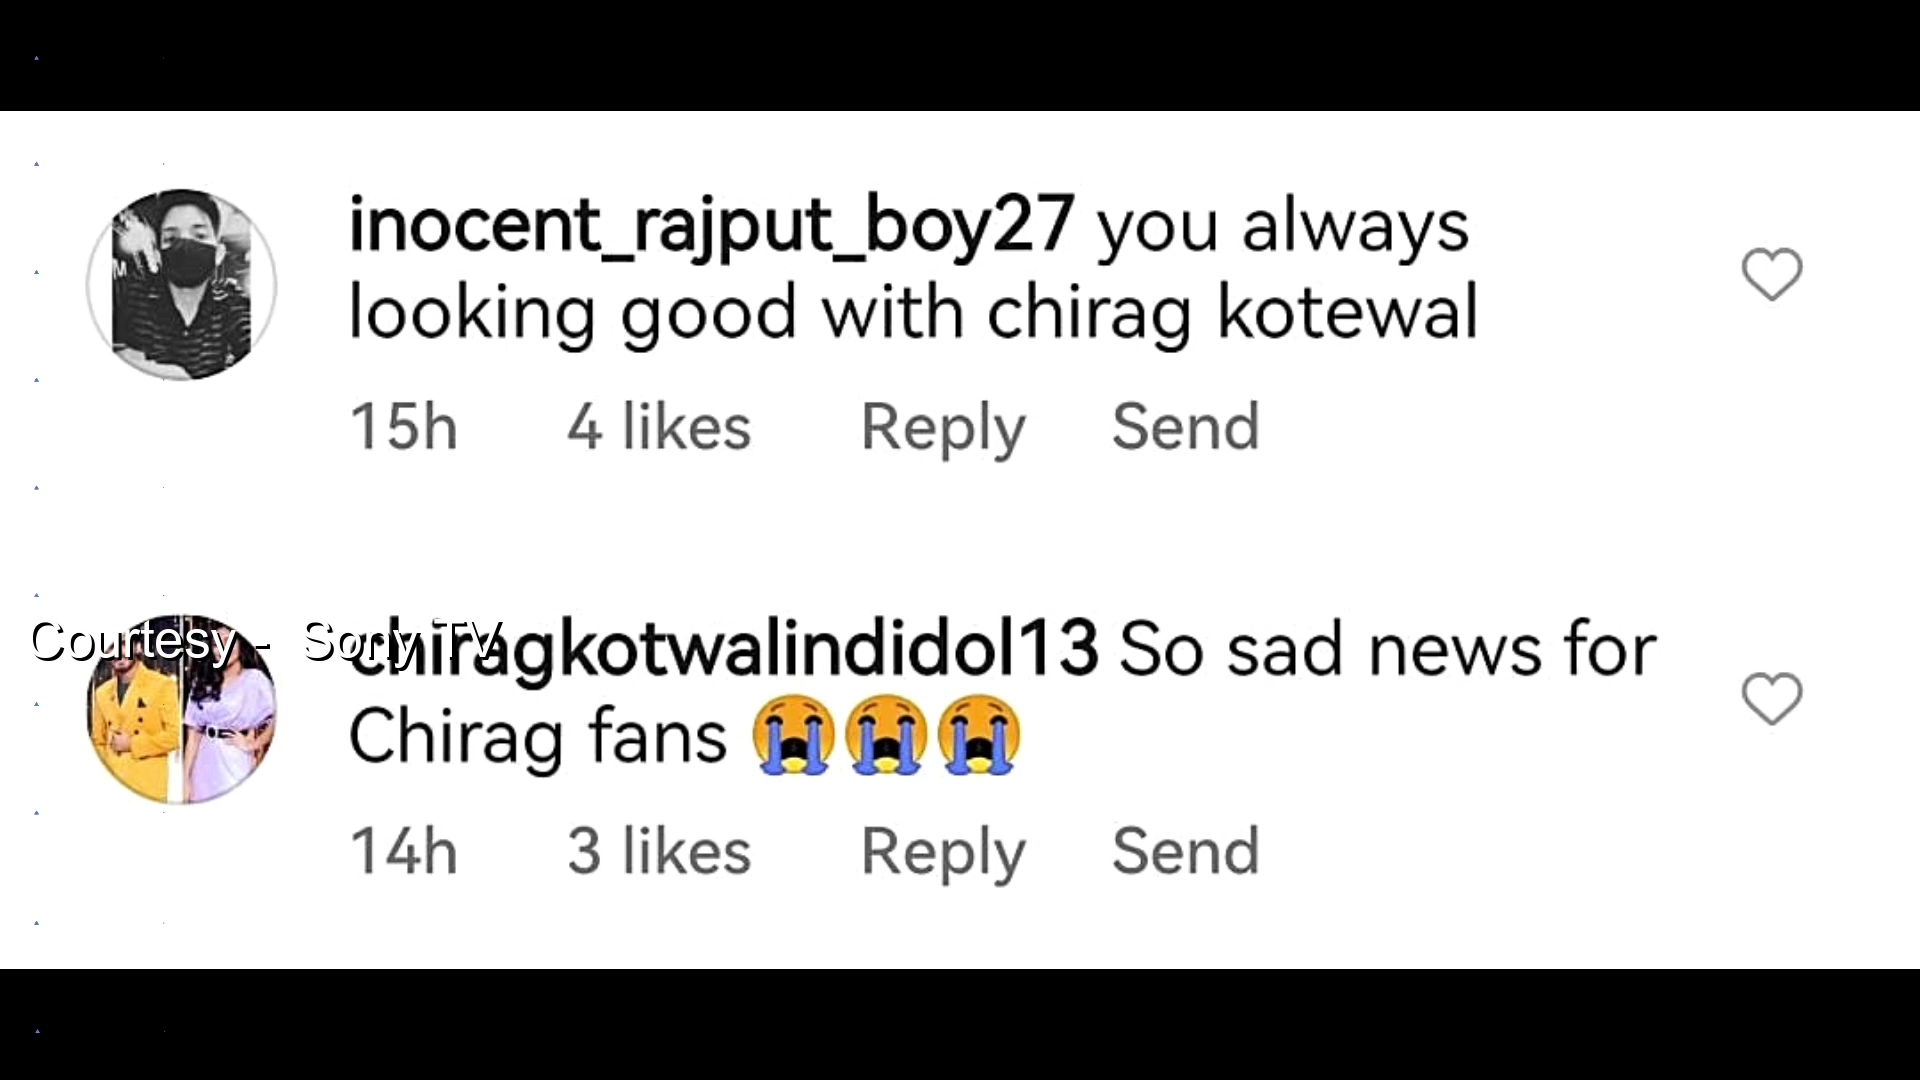 inocent_rajput_boy27 you always
looking good with chirag kotewal
15h 4 likes Reply Send
Courtesy - Sony TV
chiragkotwalindidol13 So sad news for
Chirag fans 😭😭😭
14h 3 likes Reply Send